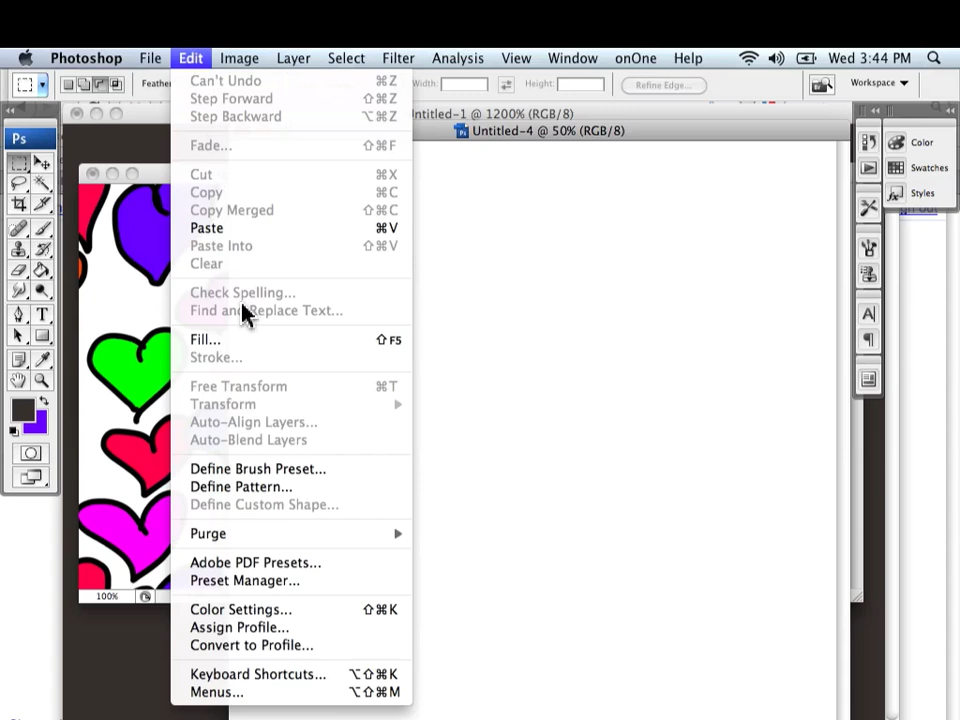 Photoshop File Edit Image Layer Select Filter Analysis View Window onOne Help Wed 3:44 PM
Feather Width: Height: Refine Edge... Workspace
Untitled-1 @ 1200% (RGB/8)
Untitled-4 @ 50% (RGB/8)
Ps
Can't Undo ⌘Z
Step Forward ⇧⌘Z
Step Backward ⌥⌘Z
Fade... ⇧⌘F
Cut ⌘X
Copy ⌘C
Copy Merged ⇧⌘C
Paste ⌘V
Paste Into ⇧⌘V
Clear
Check Spelling...
Find and Replace Text...
Fill... ⇧F5
Stroke...
Free Transform ⌘T
Transform
Auto-Align Layers...
Auto-Blend Layers
Define Brush Preset...
Define Pattern...
Define Custom Shape...
Purge
Adobe PDF Presets...
Preset Manager...
Color Settings... ⇧⌘K
Assign Profile...
Convert to Profile...
Keyboard Shortcuts... ⌥⇧⌘K
Menus... ⌥⇧⌘M
100%
Color
Swatches
Styles